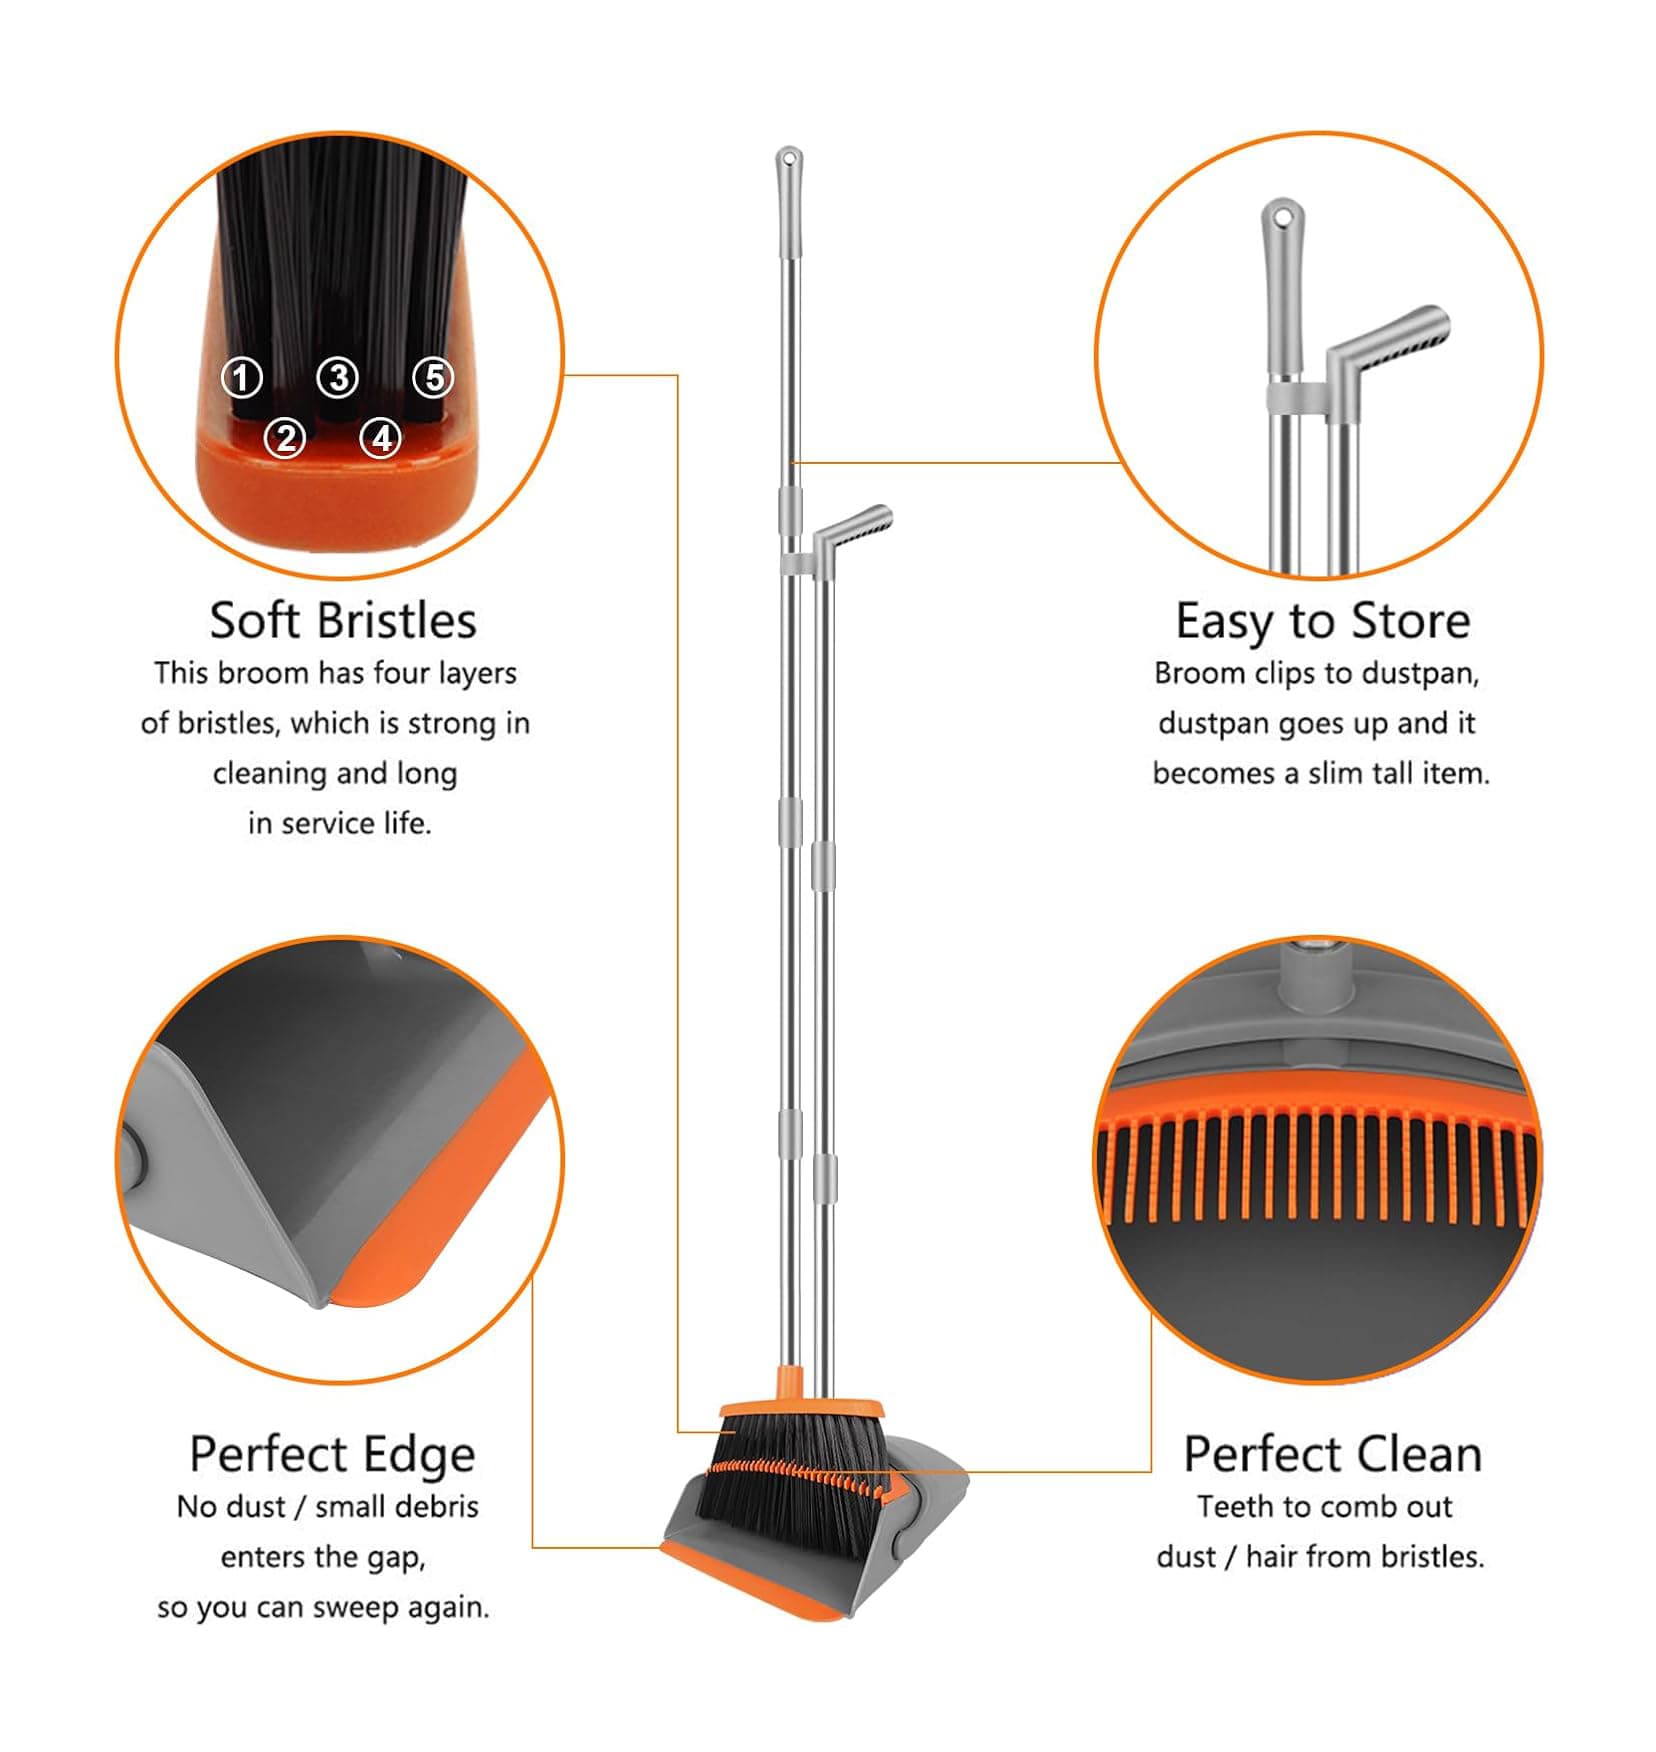 ① ③ ⑤
② ④
Soft Bristles
This broom has four layers
of bristles, which is strong in
cleaning and long
in service life.
Easy to Store
Broom clips to dustpan,
dustpan goes up and it
becomes a slim tall item.
Perfect Edge
No dust / small debris
enters the gap,
so you can sweep again.
Perfect Clean
Teeth to comb out
dust / hair from bristles.